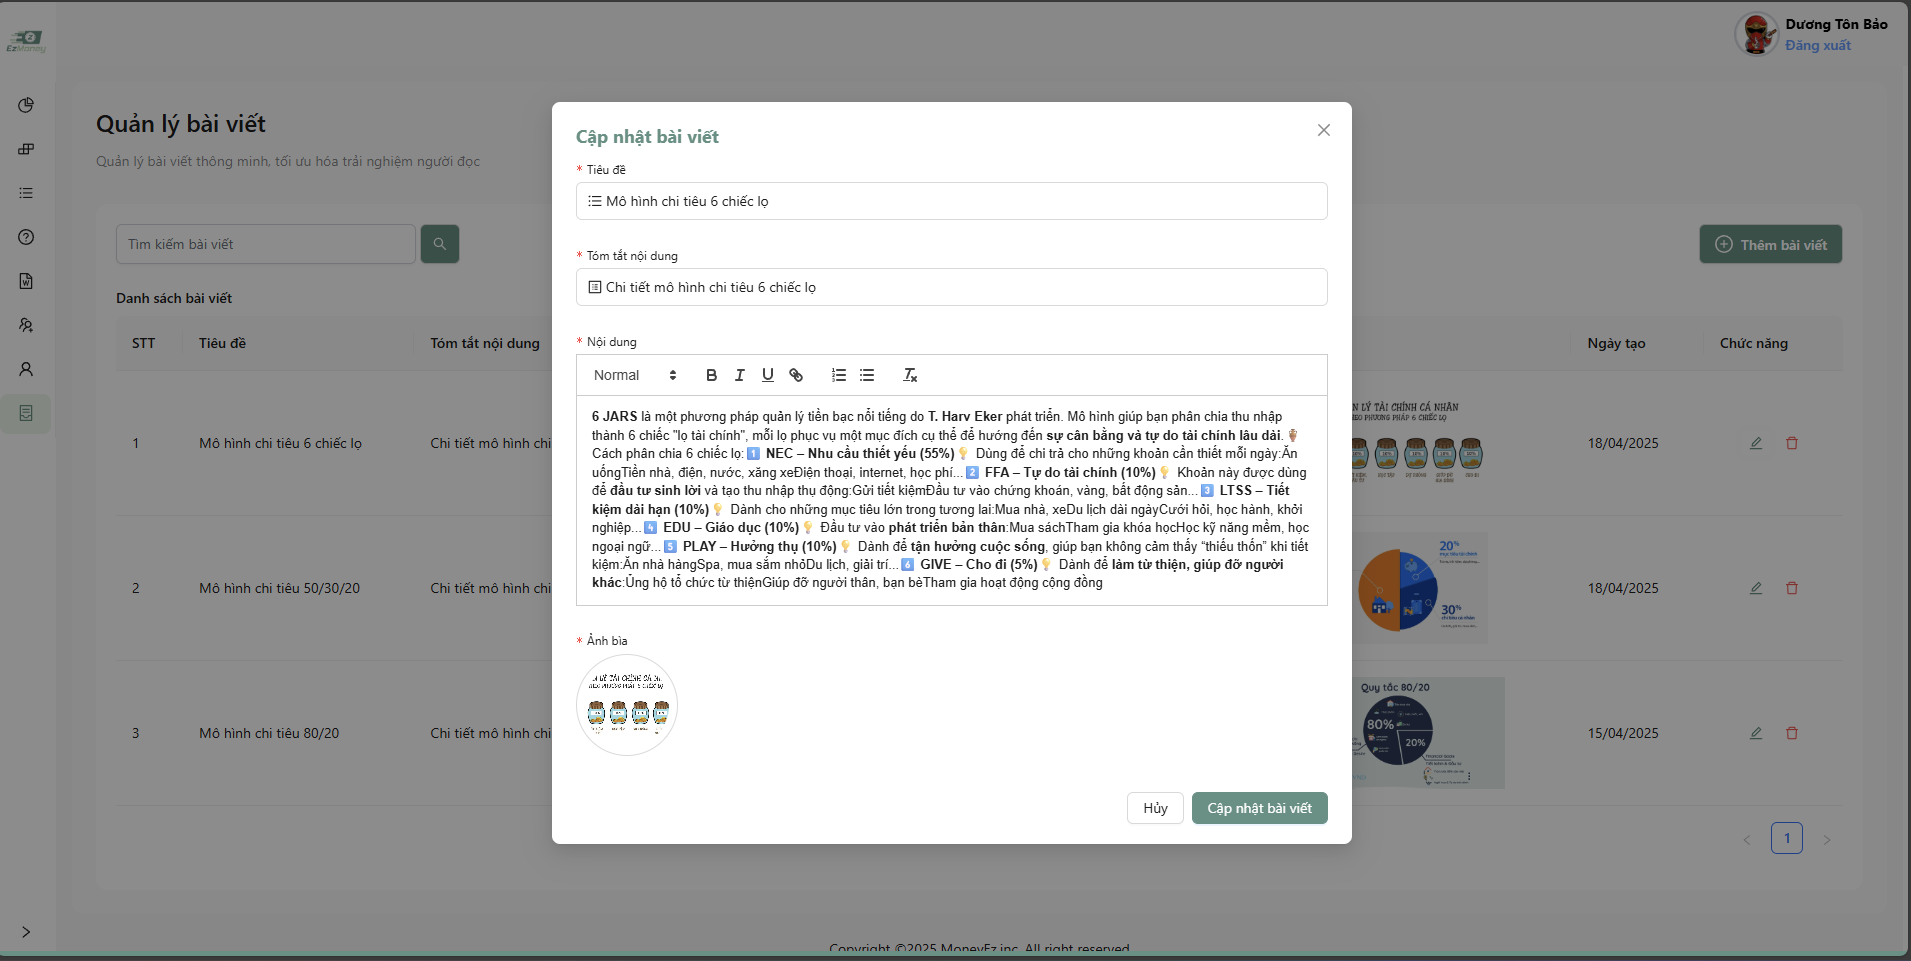 EzMoney
Dương Tôn Bảo
Đăng xuất
Quản lý bài viết
Quản lý bài viết thông minh, tối ưu hóa trải nghiệm người đọc
Tìm kiếm bài viết
Thêm bài viết
Danh sách bài viết
STT Tiêu đề Tóm tắt nội dung Ngày tạo Chức năng
1 Mô hình chi tiêu 6 chiếc lọ Chi tiết mô hình chi 18/04/2025
N LÝ TÀI CHÍNH CÁ NHÂN
HEO PHƯƠNG PHÁP 6 CHIẾC LỌ
2 Mô hình chi tiêu 50/30/20 Chi tiết mô hình chi 18/04/2025
20%
30%
3 Mô hình chi tiêu 80/20 Chi tiết mô hình chi 15/04/2025
Quy tắc 80/20
80%
20%
1
Cập nhật bài viết
* Tiêu đề
Mô hình chi tiêu 6 chiếc lọ
* Tóm tắt nội dung
Chi tiết mô hình chi tiêu 6 chiếc lọ
* Nội dung
Normal B I U
6 JARS là một phương pháp quản lý tiền bạc nổi tiếng do T. Harv Eker phát triển. Mô hình giúp bạn phân chia thu nhập
thành 6 chiếc "lọ tài chính", mỗi lọ phục vụ một mục đích cụ thể để hướng đến sự cân bằng và tự do tài chính lâu dài.🏺
Cách phân chia 6 chiếc lọ:1️⃣ NEC – Nhu cầu thiết yếu (55%)💡 Dùng để chi trả cho những khoản cần thiết mỗi ngày:Ăn
uốngTiền nhà, điện, nước, xăng xeĐiện thoại, internet, học phí...2️⃣ FFA – Tự do tài chính (10%)💡 Khoản này được dùng
để đầu tư sinh lời và tạo thu nhập thụ động:Gửi tiết kiệmĐầu tư vào chứng khoán, vàng, bất động sản...3️⃣ LTSS – Tiết
kiệm dài hạn (10%)💡 Dành cho những mục tiêu lớn trong tương lai:Mua nhà, xeDu lịch dài ngàyCưới hỏi, học hành, khởi
nghiệp...4️⃣ EDU – Giáo dục (10%)💡 Đầu tư vào phát triển bản thân:Mua sáchTham gia khóa họcHọc kỹ năng mềm, học
ngoại ngữ...5️⃣ PLAY – Hưởng thụ (10%)💡 Dành để tận hưởng cuộc sống, giúp bạn không cảm thấy “thiếu thốn” khi tiết
kiệm:Ăn nhà hàngSpa, mua sắm nhỏDu lịch, giải trí...6️⃣ GIVE – Cho đi (5%)💡 Dành để làm từ thiện, giúp đỡ người
khác:Ủng hộ tổ chức từ thiệnGiúp đỡ người thân, bạn bèTham gia hoạt động cộng đồng
* Ảnh bìa
Hủy
Cập nhật bài viết
Copyright ©2025 MoneyEz inc. All right reserved.